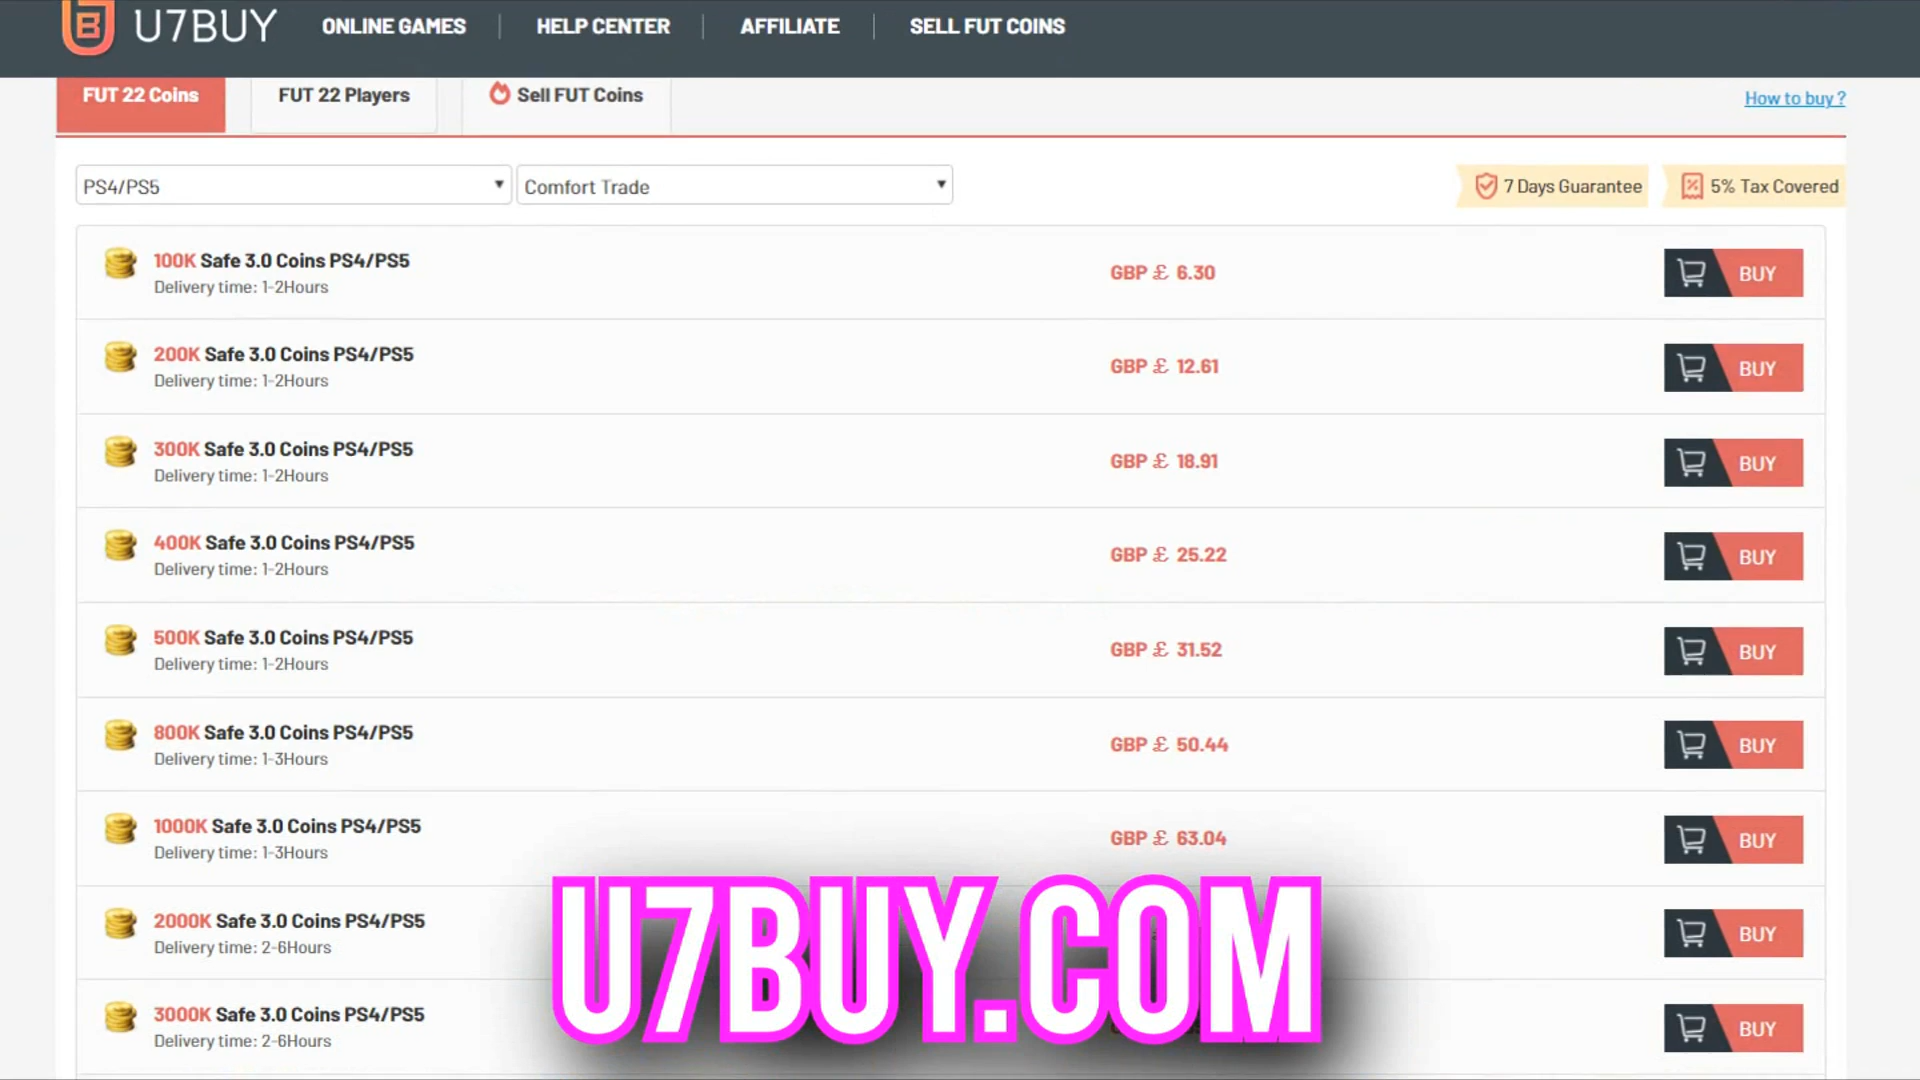 U7BUY
ONLINE GAMES
HELP CENTER
AFFILIATE
SELL FUT COINS
FUT 22 Coins
FUT 22 Players
Sell FUT Coins
How to buy ?
PS4/PS5
Comfort Trade
7 Days Guarantee
5% Tax Covered
100K Safe 3.0 Coins PS4/PS5
Delivery time: 1-2Hours
GBP £ 6.30
BUY
200K Safe 3.0 Coins PS4/PS5
Delivery time: 1-2Hours
GBP £ 12.61
BUY
300K Safe 3.0 Coins PS4/PS5
Delivery time: 1-2Hours
GBP £ 18.91
BUY
400K Safe 3.0 Coins PS4/PS5
Delivery time: 1-2Hours
GBP £ 25.22
BUY
500K Safe 3.0 Coins PS4/PS5
Delivery time: 1-2Hours
GBP £ 31.52
BUY
800K Safe 3.0 Coins PS4/PS5
Delivery time: 1-3Hours
GBP £ 50.44
BUY
1000K Safe 3.0 Coins PS4/PS5
Delivery time: 1-3Hours
GBP £ 63.04
BUY
2000K Safe 3.0 Coins PS4/PS5
Delivery time: 2-6Hours
BUY
3000K Safe 3.0 Coins PS4/PS5
Delivery time: 2-6Hours
BUY
U7BUY.COM